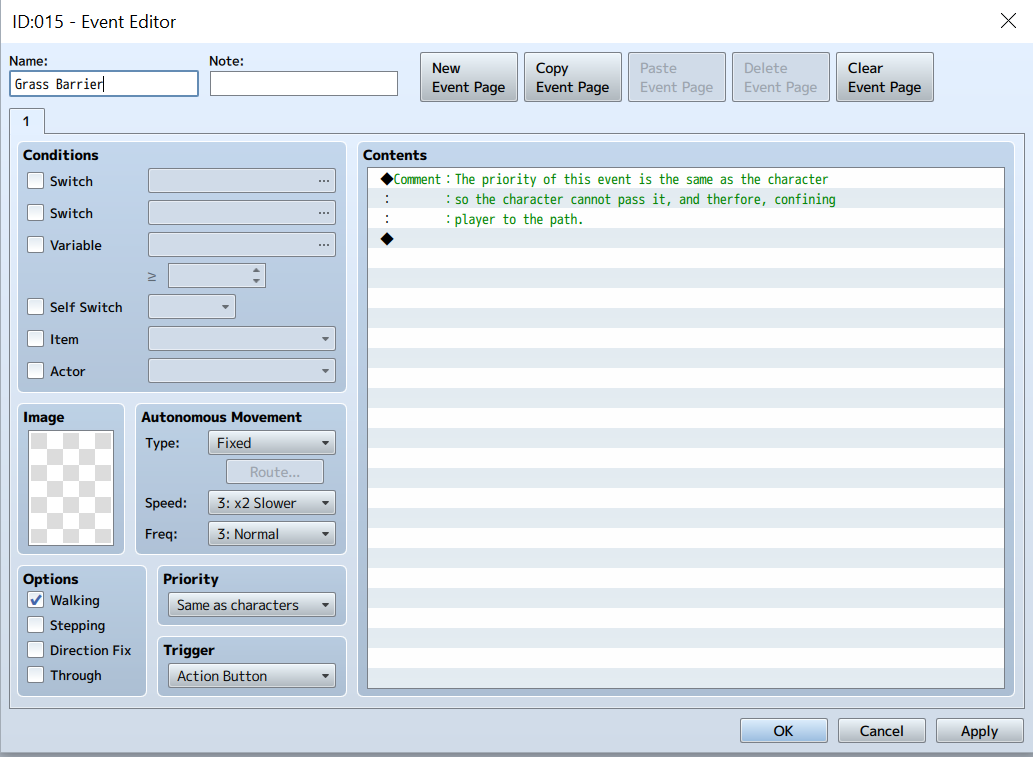 ID:015 - Event Editor
Name:
Note:
Grass Barrier
New
Event Page
Copy
Event Page
Paste
Event Page
Delete
Event Page
Clear
Event Page
1
Conditions
Switch
...
Switch
...
Variable
...
≥
Self Switch
Item
Actor
Image
Autonomous Movement
Type:
Fixed
Route...
Speed:
3: x2 Slower
Freq:
3: Normal
Options
Walking
Stepping
Direction Fix
Through
Priority
Same as characters
Trigger
Action Button
Contents
◆Comment：The priority of this event is the same as the character
： ：so the character cannot pass it, and therfore, confining
： ：player to the path.
◆
OK
Cancel
Apply